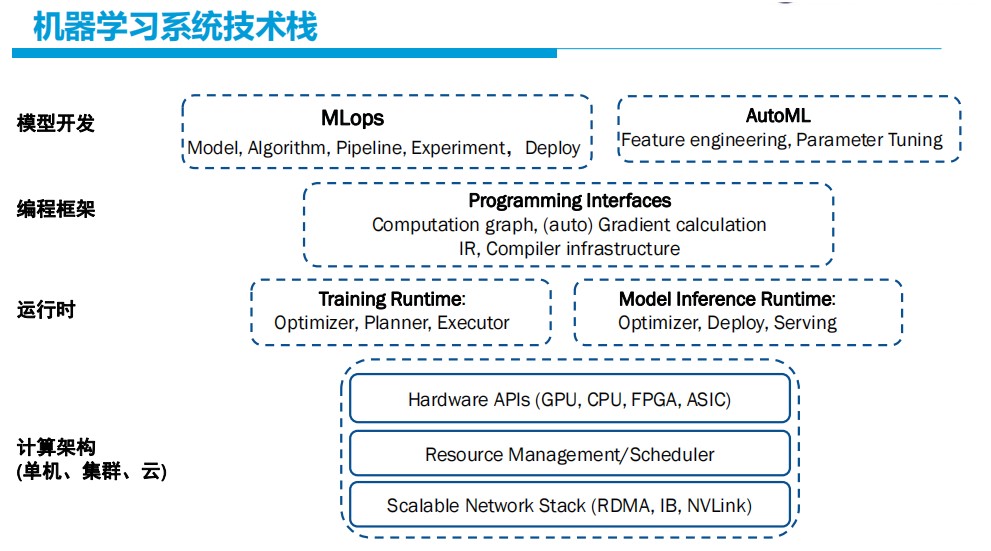 机器学习系统技术栈
模型开发
MLops
Model, Algorithm, Pipeline, Experiment，Deploy
AutoML
Feature engineering, Parameter Tuning
编程框架
Programming Interfaces
Computation graph, (auto) Gradient calculation
IR, Compiler infrastructure
运行时
Training Runtime:
Optimizer, Planner, Executor
Model Inference Runtime:
Optimizer, Deploy, Serving
计算架构
(单机、集群、云)
Hardware APIs (GPU, CPU, FPGA, ASIC)
Resource Management/Scheduler
Scalable Network Stack (RDMA, IB, NVLink)